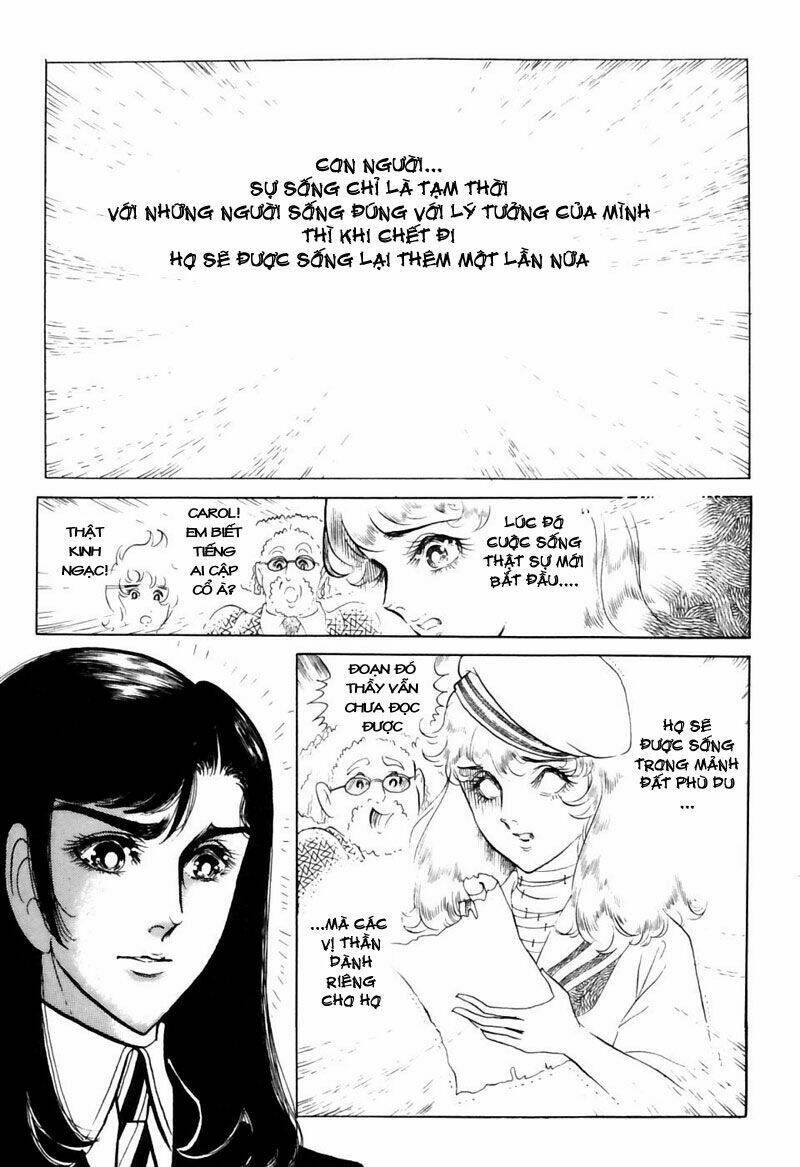 CON NGƯỜI...
SỰ SỐNG CHỈ LÀ TẠM THỜI
VỚI NHỮNG NGƯỜI SỐNG ĐÚNG VỚI LÝ TƯỞNG CỦA MÌNH
THÌ KHI CHẾT ĐI
HỌ SẼ ĐƯỢC SỐNG LẠI THÊM MỘT LẦN NỮA
LÚC ĐÓ
CUỘC SỐNG
THẬT SỰ MỚI
BẮT ĐẦU....
CAROL!
EM BIẾT
TIẾNG
AI CẬP
CỔ À?
THẬT
KINH
NGẠC!
HỌ SẼ
ĐƯỢC SỐNG
TRONG MẢNH
ĐẤT PHÙ DU
...
ĐOẠN ĐÓ
THẦY VẪN
CHƯA ĐỌC
ĐƯỢC
...MÀ CÁC
VỊ THẦN
DÀNH
RIÊNG
CHO HỌ